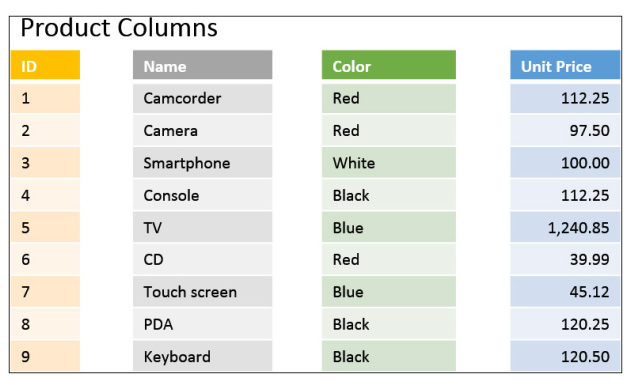 Product Columns
ID Name Color Unit Price
1 Camcorder Red 112.25
2 Camera Red 97.50
3 Smartphone White 100.00
4 Console Black 112.25
5 TV Blue 1,240.85
6 CD Red 39.99
7 Touch screen Blue 45.12
8 PDA Black 120.25
9 Keyboard Black 120.50